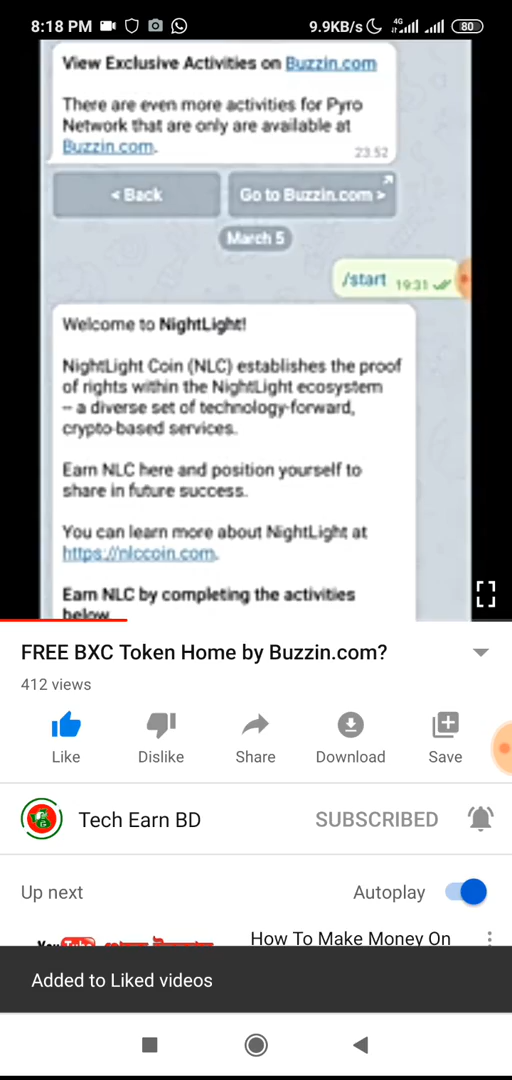 8:18 PM 9.9KB/s 4G 80
View Exclusive Activities on Buzzin.com
There are even more activities for Pyro
Network that are only are available at
Buzzin.com.
23:52
< Back
Go to Buzzin.com >
March 5
/start 19:31
Welcome to NightLight!
NightLight Coin (NLC) establishes the proof
of rights within the NightLight ecosystem
– a diverse set of technology-forward,
crypto-based services.
Earn NLC here and position yourself to
share in future success.
You can learn more about NightLight at
https://nlccoin.com.
Earn NLC by completing the activities
below
FREE BXC Token Home by Buzzin.com?
412 views
Like
Dislike
Share
Download
Save
Tech Earn BD
SUBSCRIBED
Up next
Autoplay
You Tube
How To Make Money On
Added to Liked videos